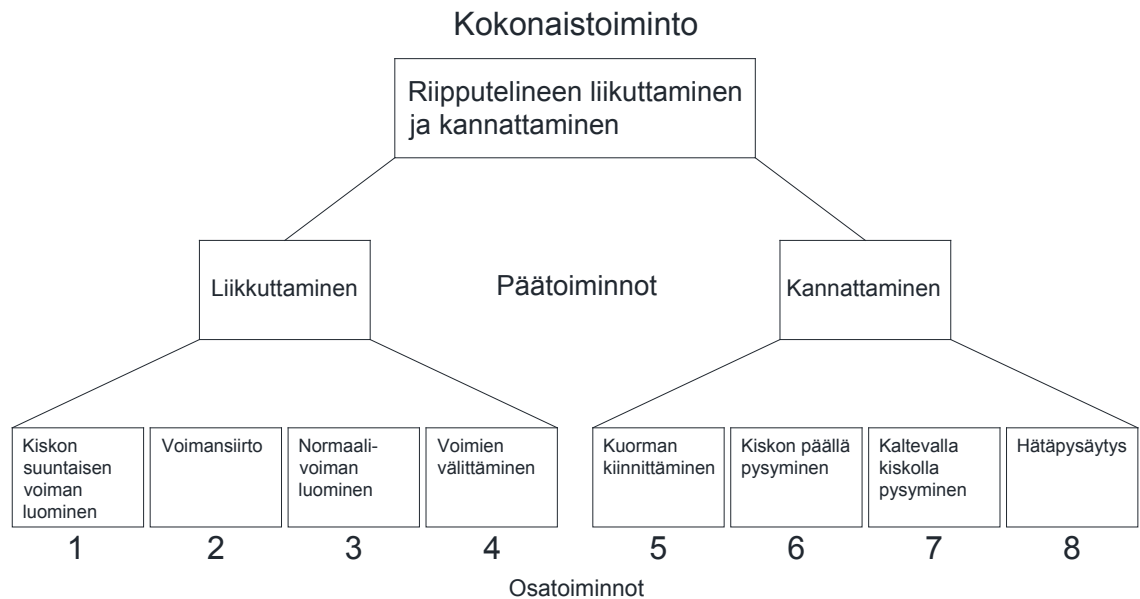 Kokonaistoiminto
Riipputelineen liikuttaminen
ja kannattaminen
Liikkuttaminen
Päätoiminnot
Kannattaminen
Kiskon
suuntaisen
voiman
luominen
Voimansiirto
Normaali-
voiman
luominen
Voimien
välittäminen
Kuorman
kiinnittäminen
Kiskon päällä
pysyminen
Kaltevalla
kiskolla
pysyminen
Hätäpysäytys
1
2
3
4
5
6
7
8
Osatoiminnot